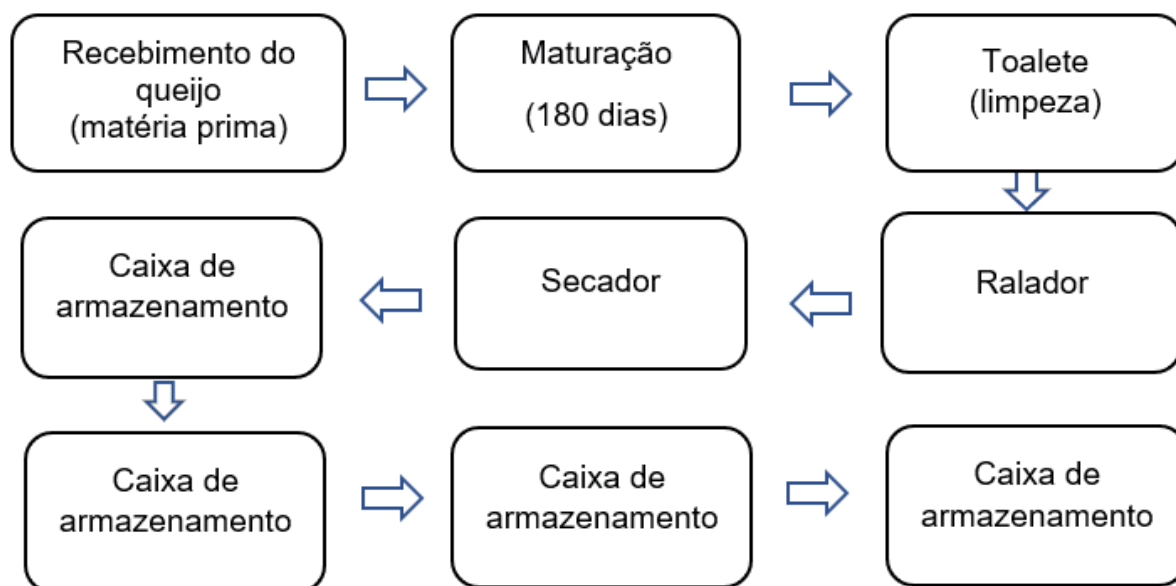 Recebimento do
queijo
(matéria prima)
Maturação
(180 dias)
Toalete
(limpeza)
Ralador
Secador
Caixa de
armazenamento
Caixa de
armazenamento
Caixa de
armazenamento
Caixa de
armazenamento